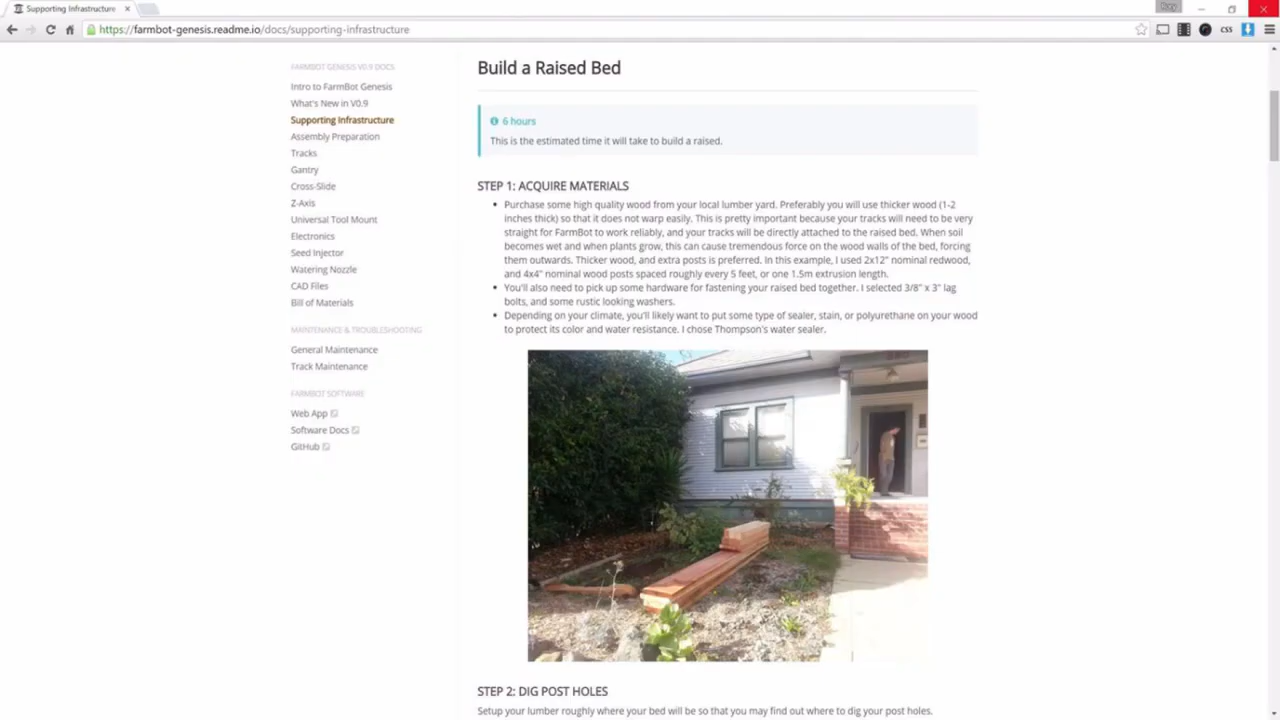 Supporting Infrastructure
https://farmbot-genesis.readme.io/docs/supporting-infrastructure
CSS
FARMBOT GENESIS V0.9 DOCS
Intro to FarmBot Genesis
What's New in V0.9
Supporting Infrastructure
Assembly Preparation
Tracks
Gantry
Cross-Slide
Z-Axis
Universal Tool Mount
Electronics
Seed Injector
Watering Nozzle
CAD Files
Bill of Materials
MAINTENANCE & TROUBLESHOOTING
General Maintenance
Track Maintenance
FARMBOT SOFTWARE
Web App
Software Docs
GitHub
Build a Raised Bed
6 hours
This is the estimated time it will take to build a raised.
STEP 1: ACQUIRE MATERIALS
• Purchase some high quality wood from your local lumber yard. Preferably you will use thicker wood (1-2
inches thick) so that it does not warp easily. This is pretty important because your tracks will need to be very
straight for FarmBot to work reliably, and your tracks will be directly attached to the raised bed. When soil
becomes wet and when plants grow, this can cause tremendous force on the wood walls of the bed, forcing
them outwards. Thicker wood, and extra posts is preferred. In this example, I used 2x12" nominal redwood,
and 4x4" nominal wood posts spaced roughly every 5 feet, or one 1.5m extrusion length.
• You'll also need to pick up some hardware for fastening your raised bed together. I selected 3/8" x 3" lag
bolts, and some rustic looking washers.
• Depending on your climate, you'll likely want to put some type of sealer, stain, or polyurethane on your wood
to protect its color and water resistance. I chose Thompson's water sealer.
STEP 2: DIG POST HOLES
Setup your lumber roughly where your bed will be so that you may find out where to dig your post holes.